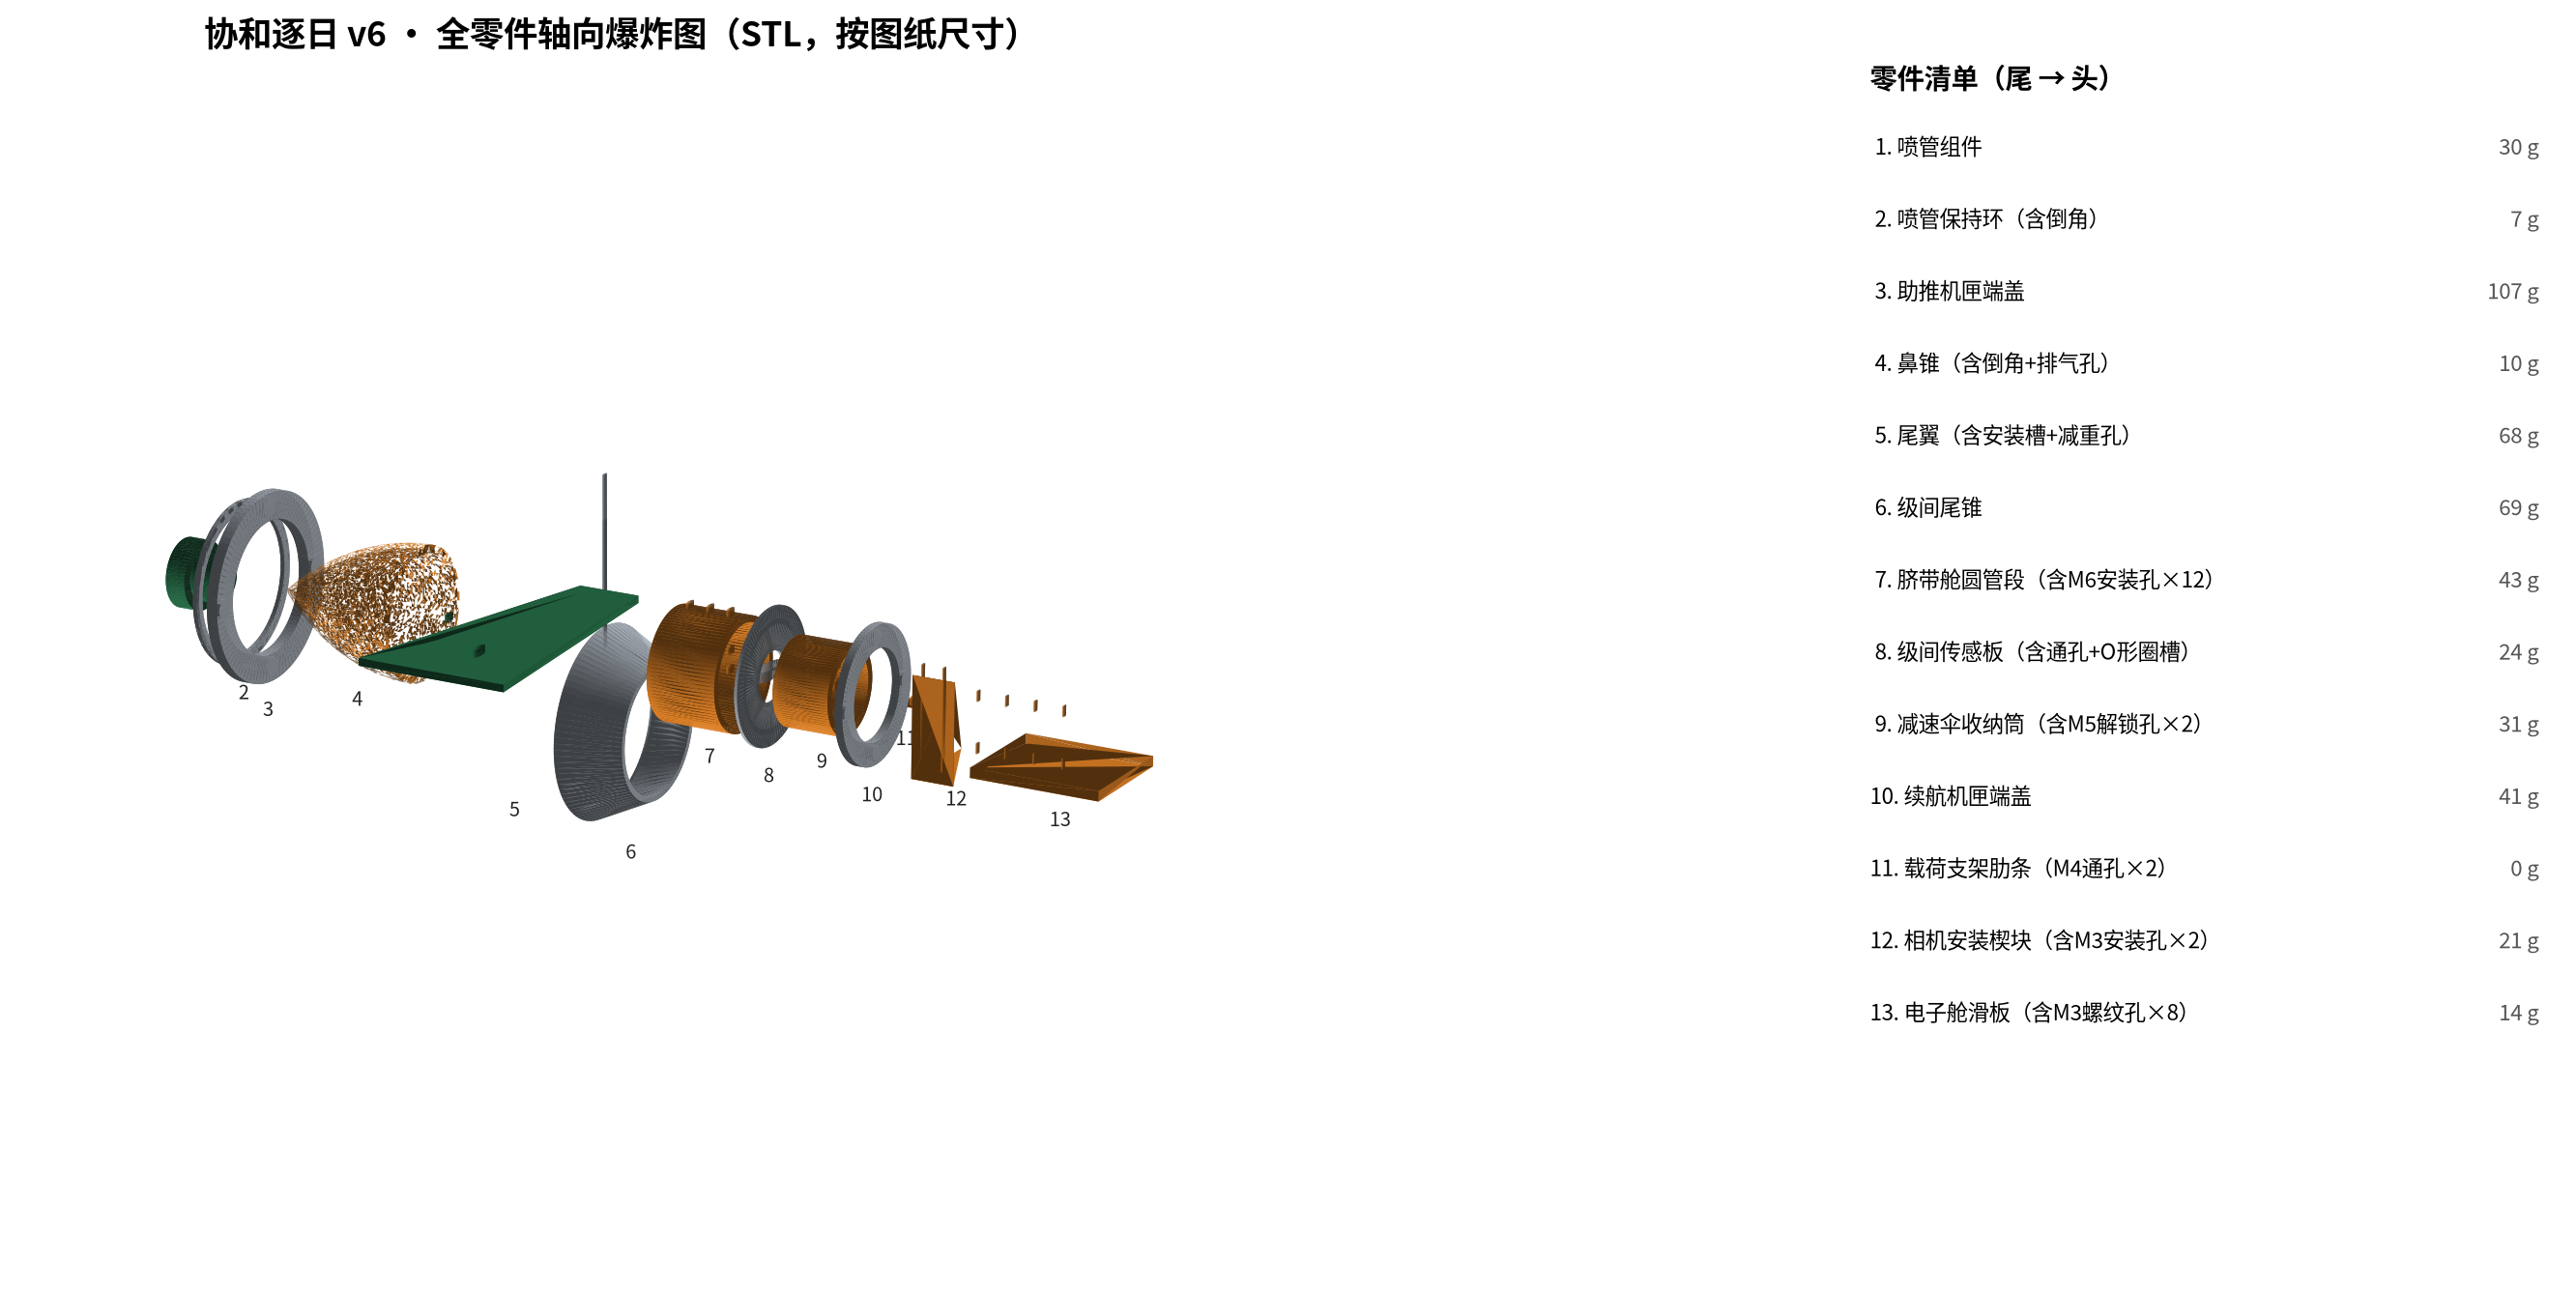 协和逐日 v6 · 全零件轴向爆炸图（STL，按图纸尺寸）
零件清单（尾 → 头）
1. 喷管组件 30 g
2. 喷管保持环（含倒角） 7 g
3. 助推机匣端盖 107 g
4. 鼻锥（含倒角+排气孔） 10 g
5. 尾翼（含安装槽+减重孔） 68 g
6. 级间尾锥 69 g
7. 脐带舱圆管段（含M6安装孔×12） 43 g
8. 级间传感板（含通孔+O形圈槽） 24 g
9. 减速伞收纳筒（含M5解锁孔×2） 31 g
10. 续航机匣端盖 41 g
11. 载荷支架肋条（M4通孔×2） 0 g
12. 相机安装楔块（含M3安装孔×2） 21 g
13. 电子舱滑板（含M3螺纹孔×8） 14 g
2
3
4
5
6
7
8
9
10
11
12
13